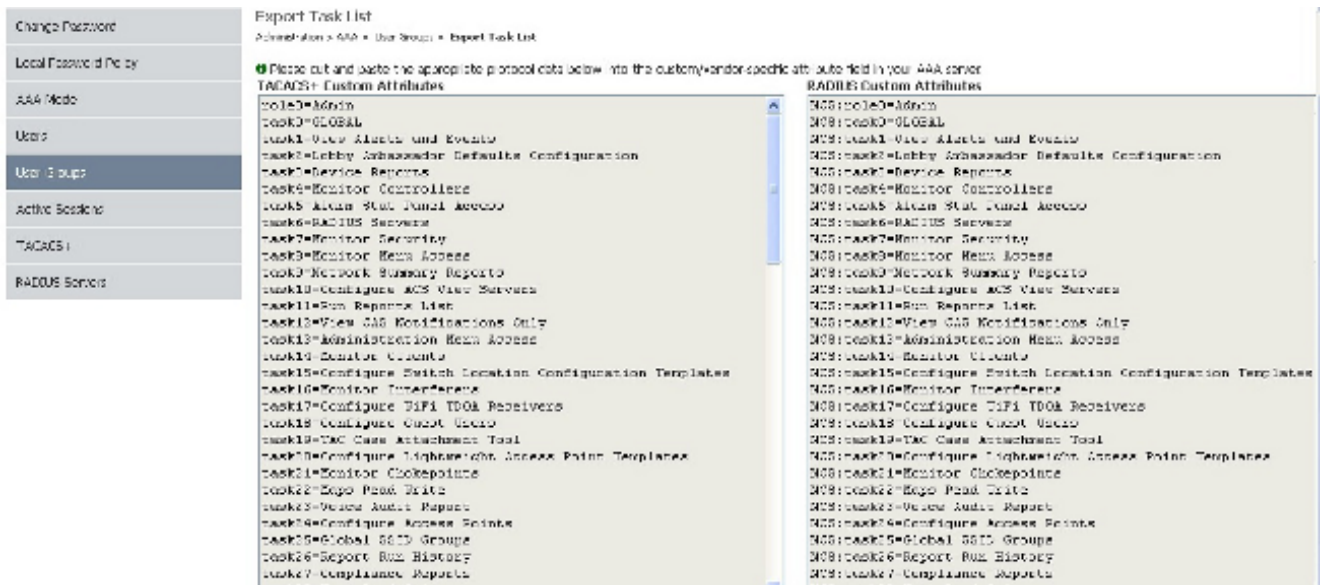 Change Password
Local Password Policy
AAA Mode
Users
User Groups
Active Sessions
TACACS+
RADIUS Servers
Export Task List
Administration > AAA > User Groups > Export Task List
Please cut and paste the appropriate protocol data below into the custom/vendor-specific attribute field in your AAA server
TACACS+ Custom Attributes
role0=Admin
task0=GLOBAL
task1=View Alerts and Events
task2=Lobby Ambassador Defaults Configuration
task3=Device Reports
task4=Monitor Controllers
task5=Alarm Stat Panel Access
task6=RADIUS Servers
task7=Monitor Security
task8=Monitor Menu Access
task9=Network Summary Reports
task10=Configure ACS View Servers
task11=Run Reports List
task12=View CAS Notifications Only
task13=Administration Menu Access
task14=Monitor Clients
task15=Configure Switch Location Configuration Templates
task16=Monitor Interferers
task17=Configure WiFi TDOA Receivers
task18=Configure Guest Users
task19=TAC Case Attachment Tool
task20=Configure Lightweight Access Point Templates
task21=Monitor Chokepoints
task22=Maps Read Write
task23=Voice Audit Report
task24=Configure Access Points
task25=Global SSID Groups
task26=Report Run History
task27=Compliance Reports
RADIUS Custom Attributes
NCS:role0=Admin
NCS:task0=GLOBAL
NCS:task1=View Alerts and Events
NCS:task2=Lobby Ambassador Defaults Configuration
NCS:task3=Device Reports
NCS:task4=Monitor Controllers
NCS:task5=Alarm Stat Panel Access
NCS:task6=RADIUS Servers
NCS:task7=Monitor Security
NCS:task8=Monitor Menu Access
NCS:task9=Network Summary Reports
NCS:task10=Configure ACS View Servers
NCS:task11=Run Reports List
NCS:task12=View CAS Notifications Only
NCS:task13=Administration Menu Access
NCS:task14=Monitor Clients
NCS:task15=Configure Switch Location Configuration Templates
NCS:task16=Monitor Interferers
NCS:task17=Configure WiFi TDOA Receivers
NCS:task18=Configure Guest Users
NCS:task19=TAC Case Attachment Tool
NCS:task20=Configure Lightweight Access Point Templates
NCS:task21=Monitor Chokepoints
NCS:task22=Maps Read Write
NCS:task23=Voice Audit Report
NCS:task24=Configure Access Points
NCS:task25=Global SSID Groups
NCS:task26=Report Run History
NCS:task27=Compliance Reports